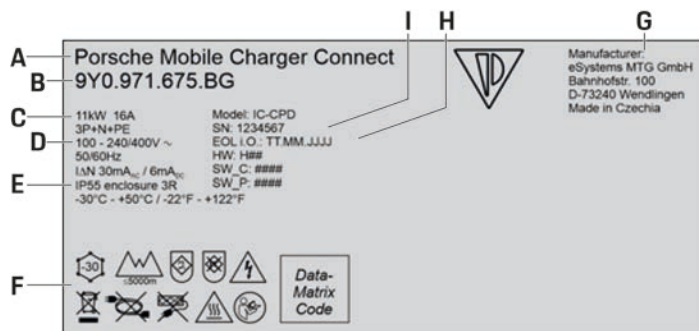 I
H
G
A
Porsche Mobile Charger Connect
B
9Y0.971.675.BG
Manufacturer:
eSystems MTG GmbH
Bahnhofstr. 100
D-73240 Wendlingen
Made in Czechia
C
11kW 16A
3P+N+PE
D
100 - 240/400V ~
50/60Hz
IΔN 30mAAC / 6mADC
E
IP55 enclosure 3R
-30°C - +50°C / -22°F - +122°F
Model: IC-CPD
SN: 1234567
EOL i.O.: TT.MM.JJJJ
HW: H##
SW_C: ####
SW_P: ####
F
-30
≤5000m
Data-
Matrix
Code